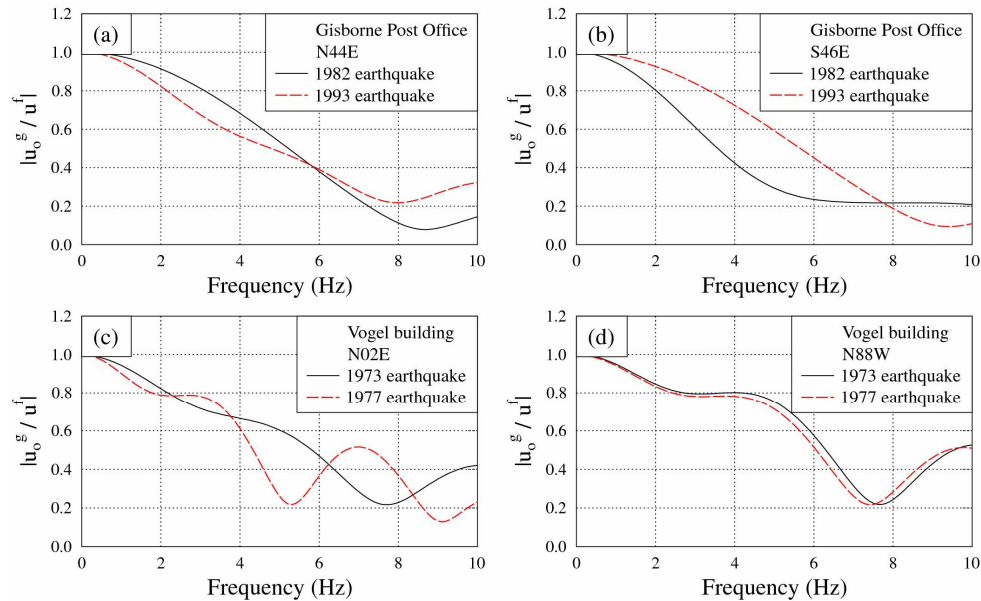 (a)
Gisborne Post Office
N44E
1982 earthquake
1993 earthquake
|u_o^g / u^f|
1.2
1.0
0.8
0.6
0.4
0.2
0.0
0 2 4 6 8 10
Frequency (Hz)
(b)
Gisborne Post Office
S46E
1982 earthquake
1993 earthquake
|u_o^g / u^f|
1.2
1.0
0.8
0.6
0.4
0.2
0.0
0 2 4 6 8 10
Frequency (Hz)
(c)
Vogel building
N02E
1973 earthquake
1977 earthquake
|u_o^g / u^f|
1.2
1.0
0.8
0.6
0.4
0.2
0.0
0 2 4 6 8 10
Frequency (Hz)
(d)
Vogel building
N88W
1973 earthquake
1977 earthquake
|u_o^g / u^f|
1.2
1.0
0.8
0.6
0.4
0.2
0.0
0 2 4 6 8 10
Frequency (Hz)